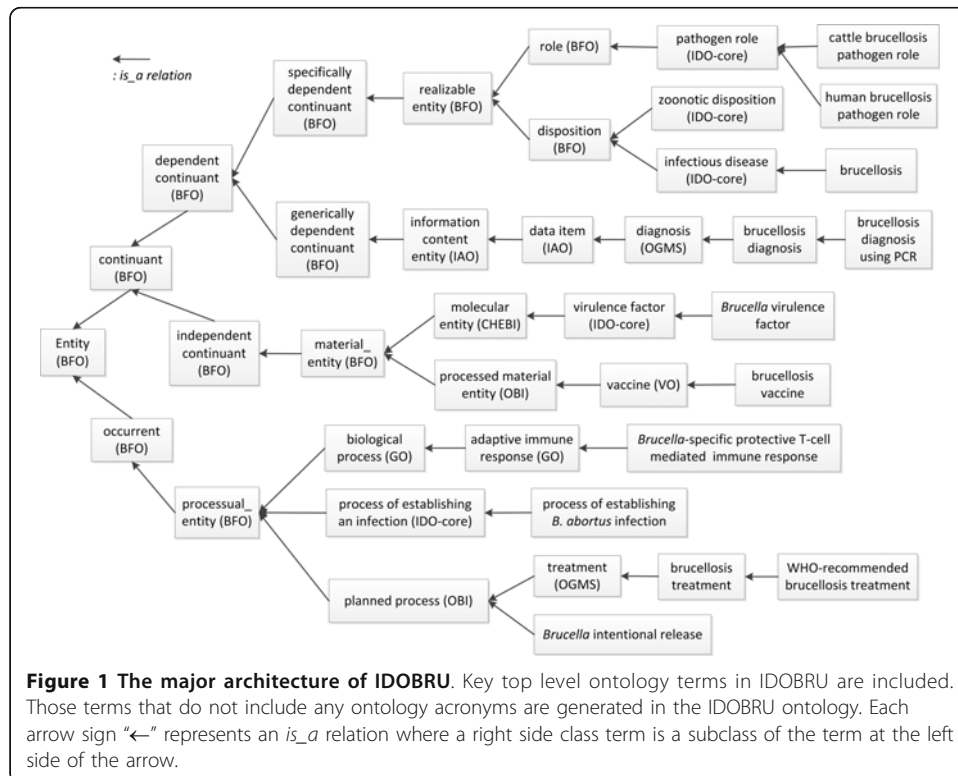 : is_a relation
role (BFO)
pathogen role
(IDO-core)
cattle brucellosis
pathogen role
human brucellosis
pathogen role
specifically
dependent
continuant
(BFO)
realizable
entity (BFO)
zoonotic disposition
(IDO-core)
disposition
(BFO)
infectious disease
(IDO-core)
brucellosis
dependent
continuant
(BFO)
generically
dependent
continuant
(BFO)
information
content
entity (IAO)
data item
(IAO)
diagnosis
(OGMS)
brucellosis
diagnosis
brucellosis
diagnosis
using PCR
continuant
(BFO)
molecular
entity (CHEBI)
virulence factor
(IDO-core)
Brucella virulence
factor
Entity
(BFO)
independent
continuant
(BFO)
material_
entity (BFO)
processed material
entity (OBI)
vaccine (VO)
brucellosis
vaccine
occurrent
(BFO)
biological
process (GO)
adaptive immune
response (GO)
Brucella-specific protective T-cell
mediated immune response
processual_
entity (BFO)
process of establishing
an infection (IDO-core)
process of establishing
B. abortus infection
planned process (OBI)
treatment
(OGMS)
brucellosis
treatment
WHO-recommended
brucellosis treatment
Brucella intentional release
Figure 1 The major architecture of IDOBRU. Key top level ontology terms in IDOBRU are included.
Those terms that do not include any ontology acronyms are generated in the IDOBRU ontology. Each
arrow sign "←" represents an is_a relation where a right side class term is a subclass of the term at the left
side of the arrow.